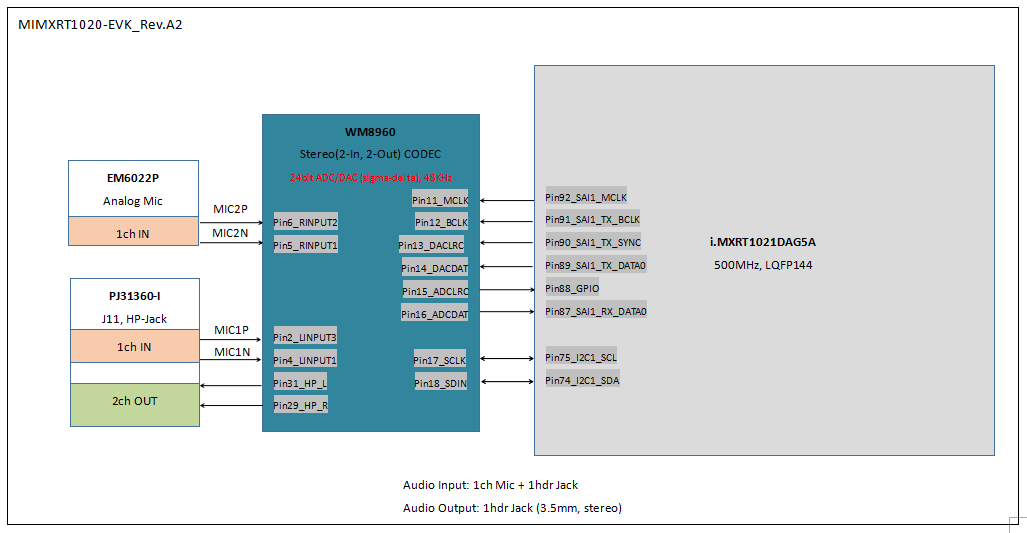 MIMXRT1020-EVK_Rev.A2
WM8960
Stereo(2-In, 2-Out) CODEC
24bit ADC/DAC (sigma-delta), 48KHz
EM6022P
Analog Mic
1ch IN
MIC2P
MIC2N
Pin6_RINPUT2
Pin5_RINPUT1
PJ31360-I
J11, HP-Jack
1ch IN
2ch OUT
MIC1P
MIC1N
Pin2_LINPUT3
Pin4_LINPUT1
Pin31_HP_L
Pin29_HP_R
Pin11_MCLK
Pin12_BCLK
Pin13_DACLRC
Pin14_DACDAT
Pin15_ADCLRC
Pin16_ADCDAT
Pin17_SCLK
Pin18_SDIN
Pin92_SAI1_MCLK
Pin91_SAI1_TX_BCLK
Pin90_SAI1_TX_SYNC
Pin89_SAI1_TX_DATA0
Pin88_GPIO
Pin87_SAI1_RX_DATA0
Pin75_I2C1_SCL
Pin74_I2C1_SDA
i.MXRT1021DAG5A
500MHz, LQFP144
Audio Input: 1ch Mic + 1hdr Jack
Audio Output: 1hdr Jack (3.5mm, stereo)